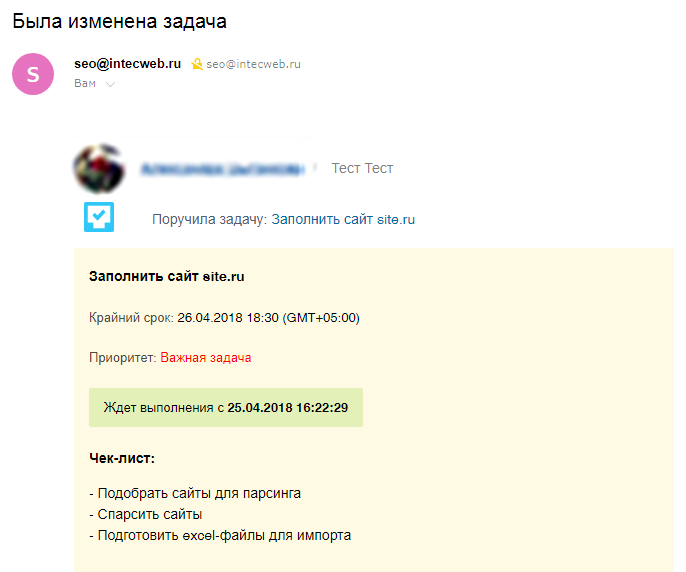 Была изменена задача
S
seo@intecweb.ru seo@intecweb.ru
Вам
Тест Тест
Поручила задачу: Заполнить сайт site.ru
Заполнить сайт site.ru
Крайний срок: 26.04.2018 18:30 (GMT+05:00)
Приоритет: Важная задача
Ждет выполнения с 25.04.2018 16:22:29
Чек-лист:
- Подобрать сайты для парсинга
- Спарсить сайты
- Подготовить excel-файлы для импорта